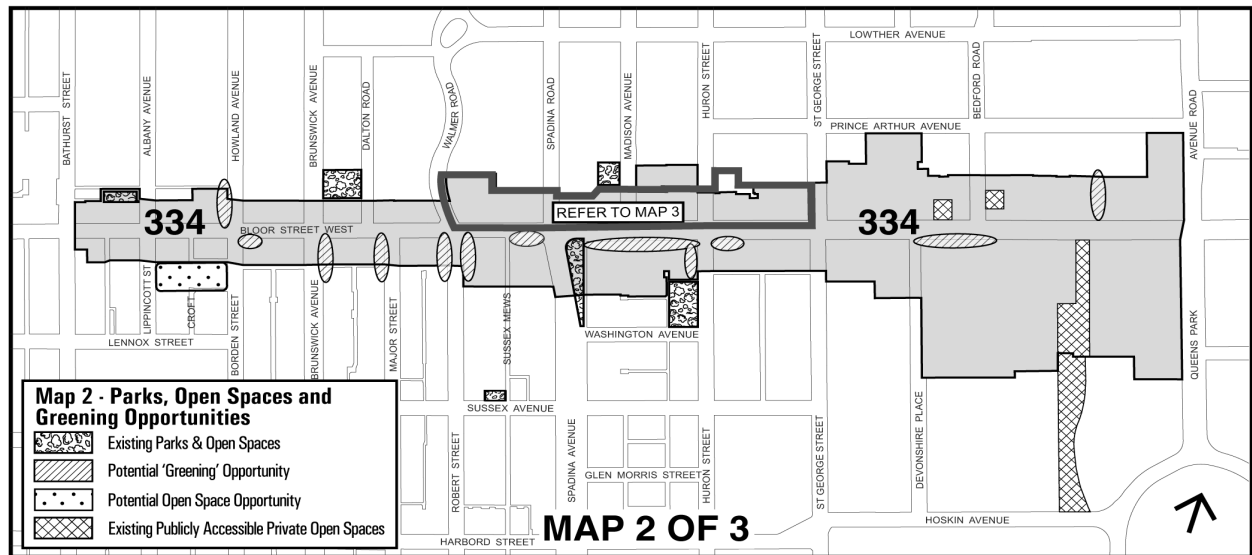 LOWTHER AVENUE
BATHURST STREET
ALBANY AVENUE
HOWLAND AVENUE
BRUNSWICK AVENUE
DALTON ROAD
WALMER ROAD
SPADINA ROAD
MADISON AVENUE
HURON STREET
ST GEORGE STREET
BEDFORD ROAD
AVENUE ROAD
PRINCE ARTHUR AVENUE
334
BLOOR STREET WEST
REFER TO MAP 3
334
LIPPINCOTT ST
CROFT
BORDEN STREET
BRUNSWICK AVENUE
MAJOR STREET
SUSSEX MEWS
WASHINGTON AVENUE
LENNOX STREET
QUEENS PARK
SUSSEX AVENUE
ROBERT STREET
SPADINA AVENUE
GLEN MORRIS STREET
HURON STREET
ST GEORGE STREET
DEVONSHIRE PLACE
HOSKIN AVENUE
HARBORD STREET
MAP 2 OF 3
Map 2 - Parks, Open Spaces and
Greening Opportunities
Existing Parks & Open Spaces
Potential 'Greening' Opportunity
Potential Open Space Opportunity
Existing Publicly Accessible Private Open Spaces